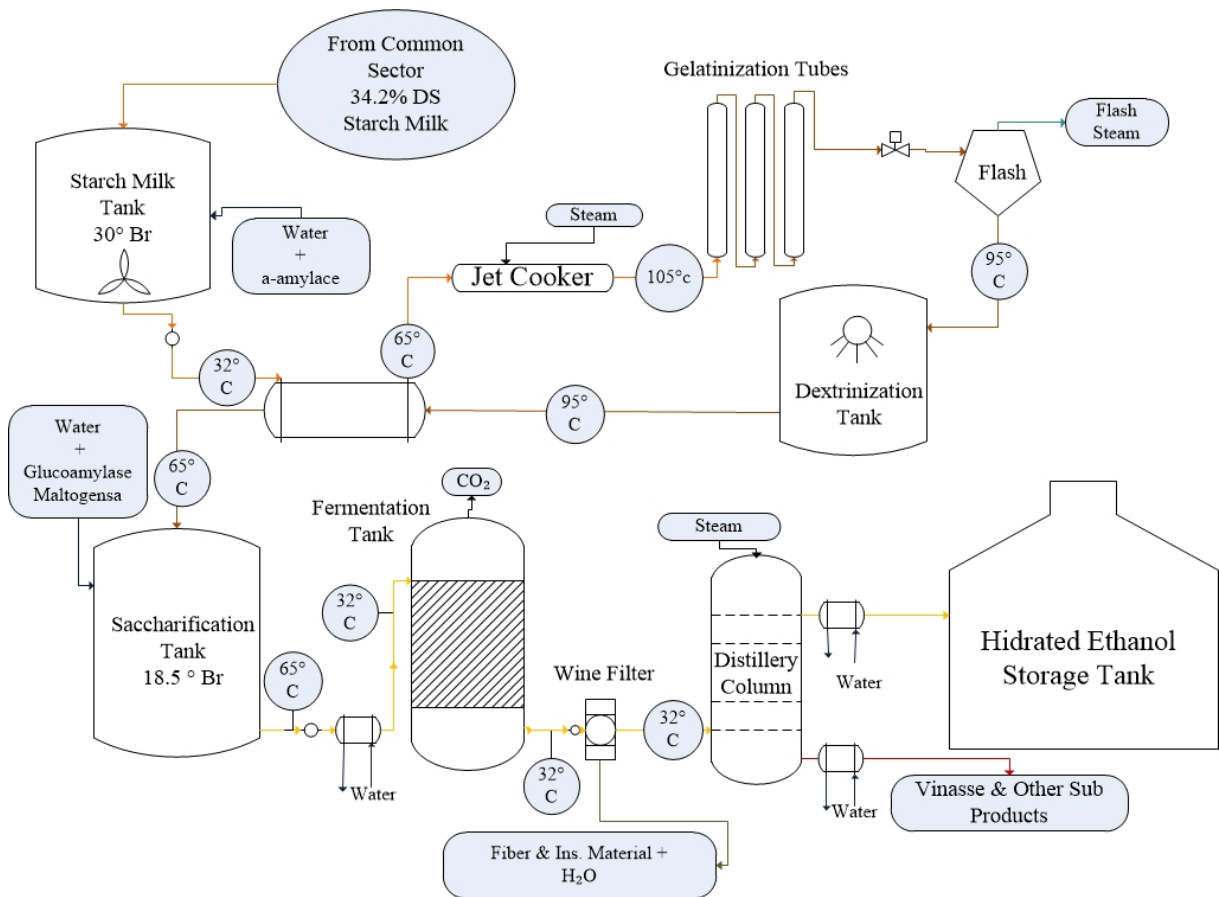 From Common
Sector
34.2% DS
Starch Milk
Gelatinization Tubes
Flash
Steam
Flash
Starch Milk
Tank
30° Br
Water
+
a-amylace
Steam
Jet Cooker
105°c
95°
C
65°
C
32°
C
Dextrinization
Tank
95°
C
Water
+
Glucoamylase
Maltogensa
65°
C
Fermentation
Tank
CO₂
Steam
32°
C
Saccharification
Tank
18.5 ° Br
65°
C
Water
Wine Filter
32°
C
32°
C
Distillery
Column
Water
Hidrated Ethanol
Storage Tank
Water
Vinasse & Other Sub
Products
Fiber & Ins. Material +
H₂O